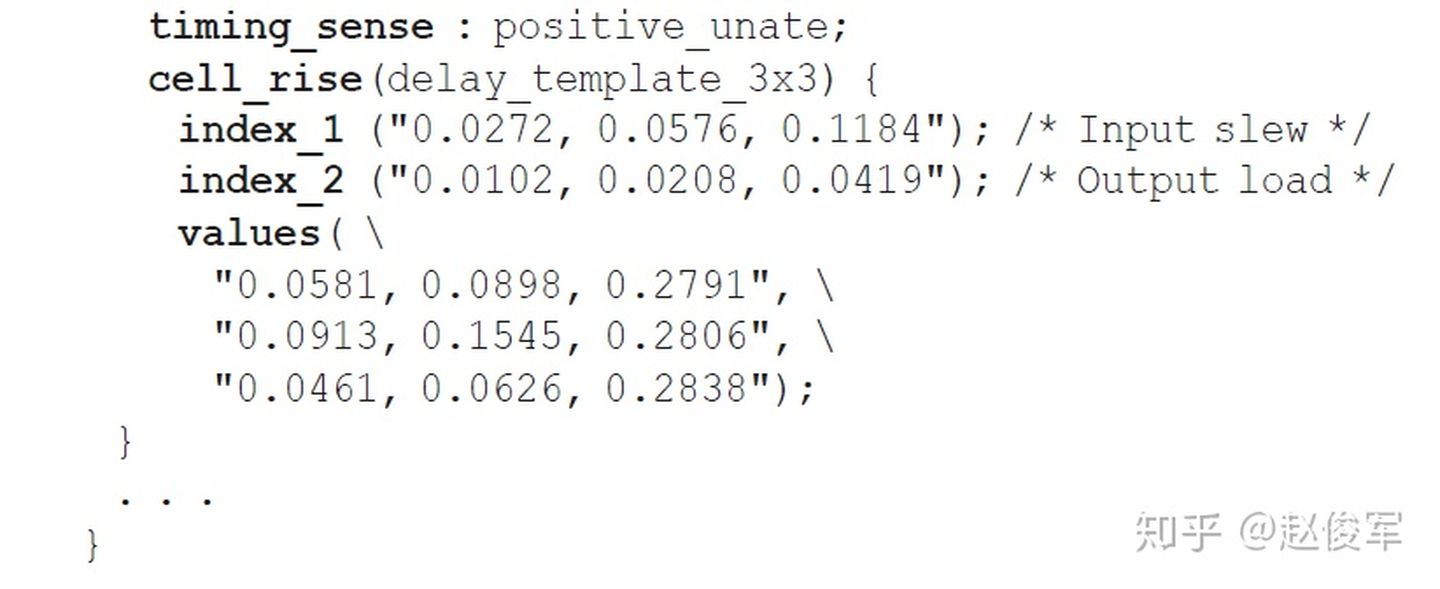 timing_sense : positive_unate;
cell_rise(delay_template_3x3) {
index_1 ("0.0272, 0.0576, 0.1184"); /* Input slew */
index_2 ("0.0102, 0.0208, 0.0419"); /* Output load */
values( \
"0.0581, 0.0898, 0.2791", \
"0.0913, 0.1545, 0.2806", \
"0.0461, 0.0626, 0.2838");
}
. . .
}
知乎 @赵俊军